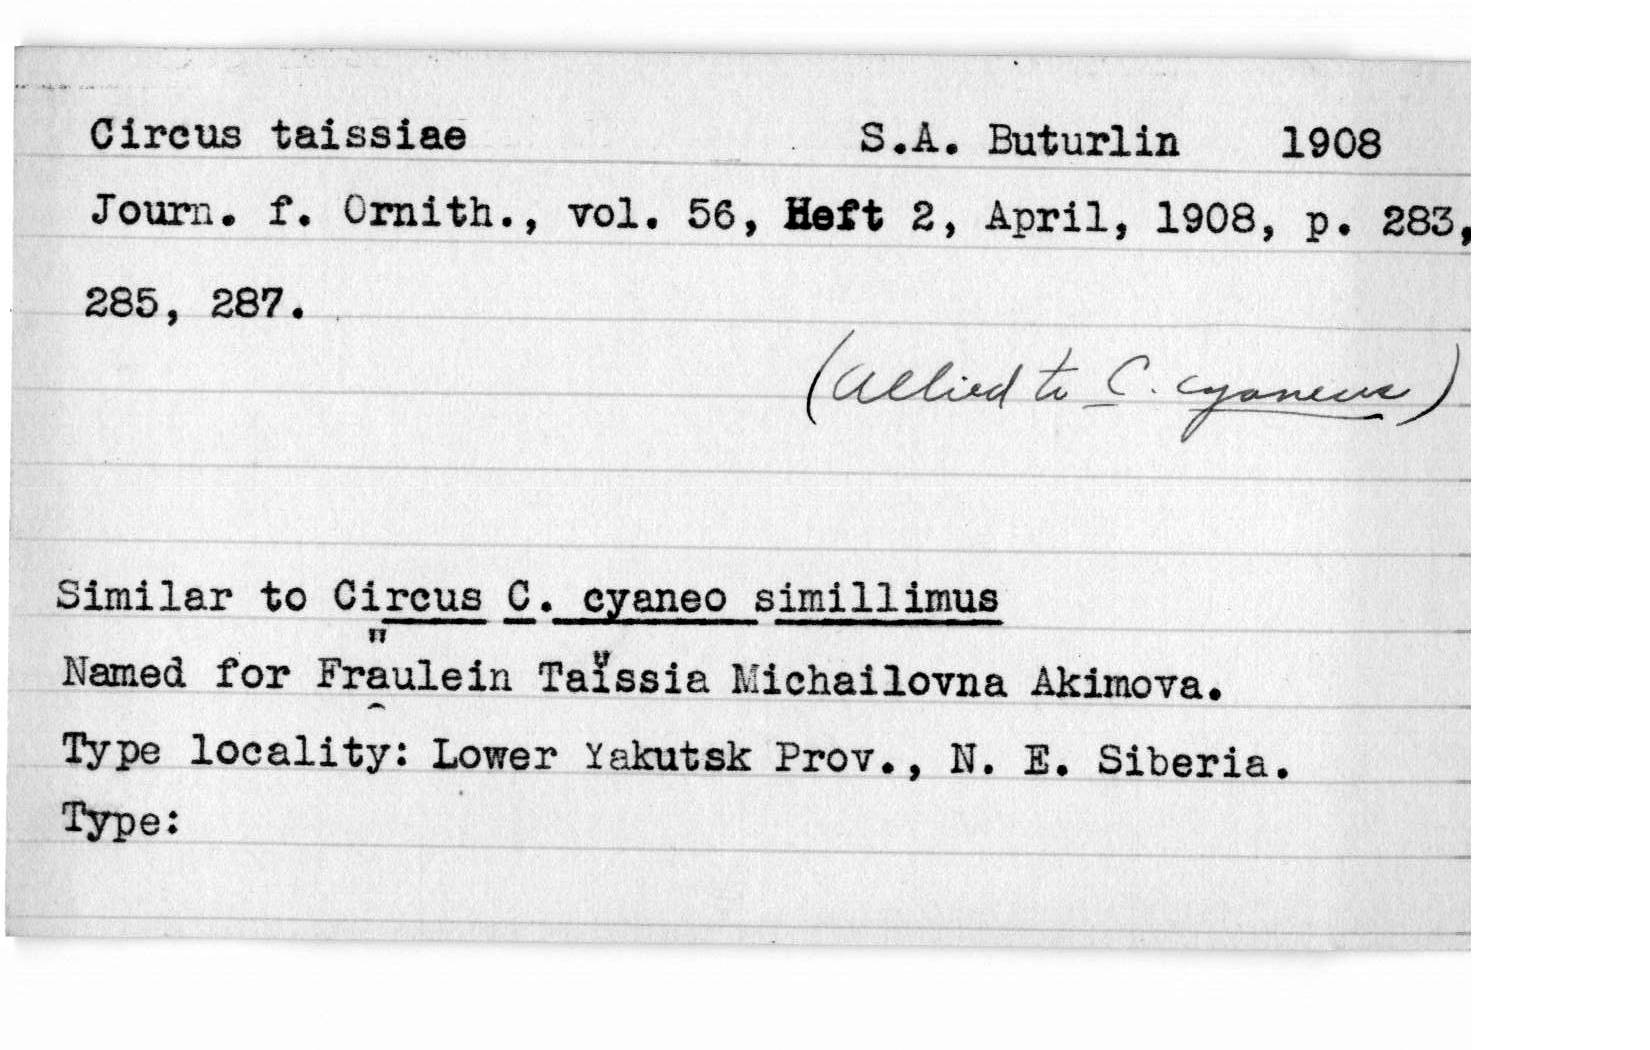 Circus taissiae S.A. Buturlin 1908
Journ. f. Ornith., vol. 56, Heft 2, April, 1908, p. 283,
285, 287.
(Allied to C. cyaneus)
Similar to Circus C. cyaneo simillimus
Named for Fräulein Taïssia Michailovna Akimova.
Type locality: Lower Yakutsk Prov., N. E. Siberia.
Type: